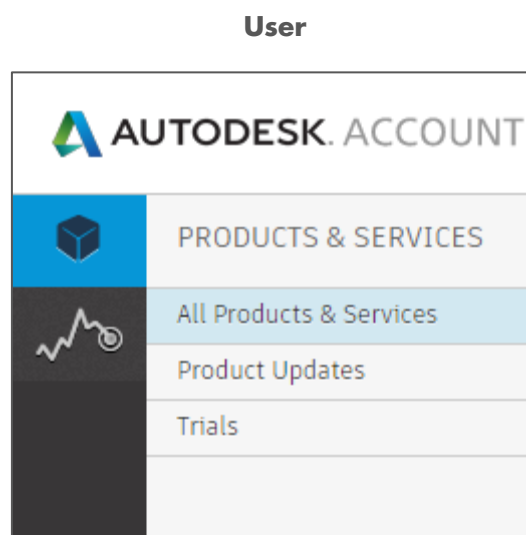 User
AUTODESK. ACCOUNT
PRODUCTS & SERVICES
All Products & Services
Product Updates
Trials